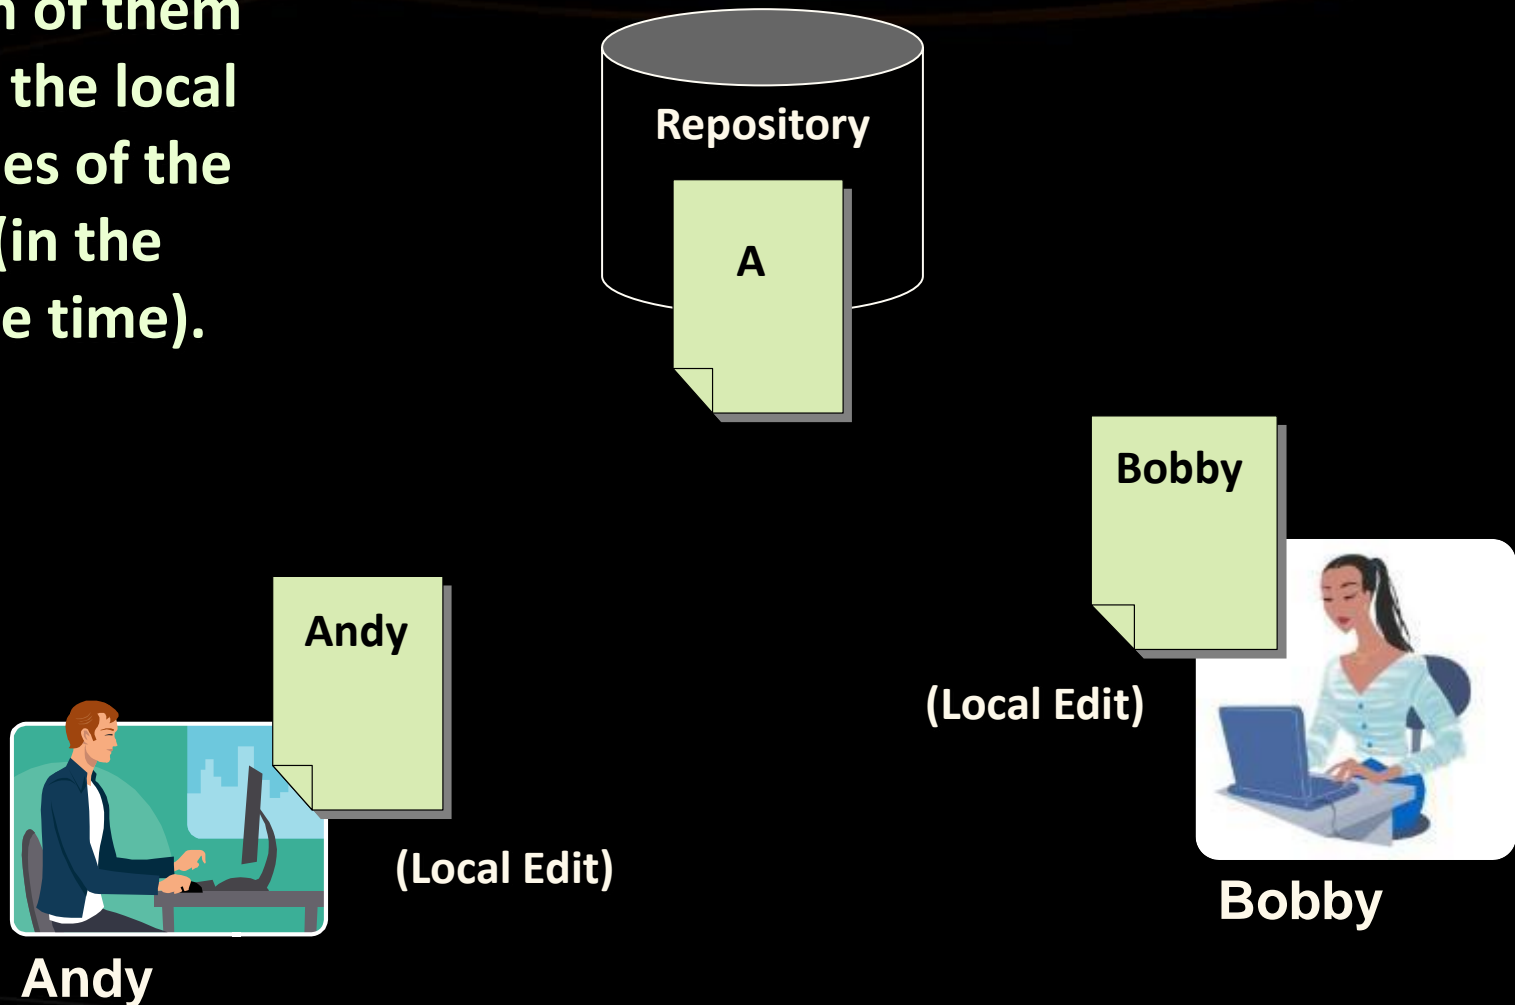 of them
the local
es of the
(in the
e time).
Repository
A
Bobby
Andy
(Local Edit)
(Local Edit)
Bobby
Andy